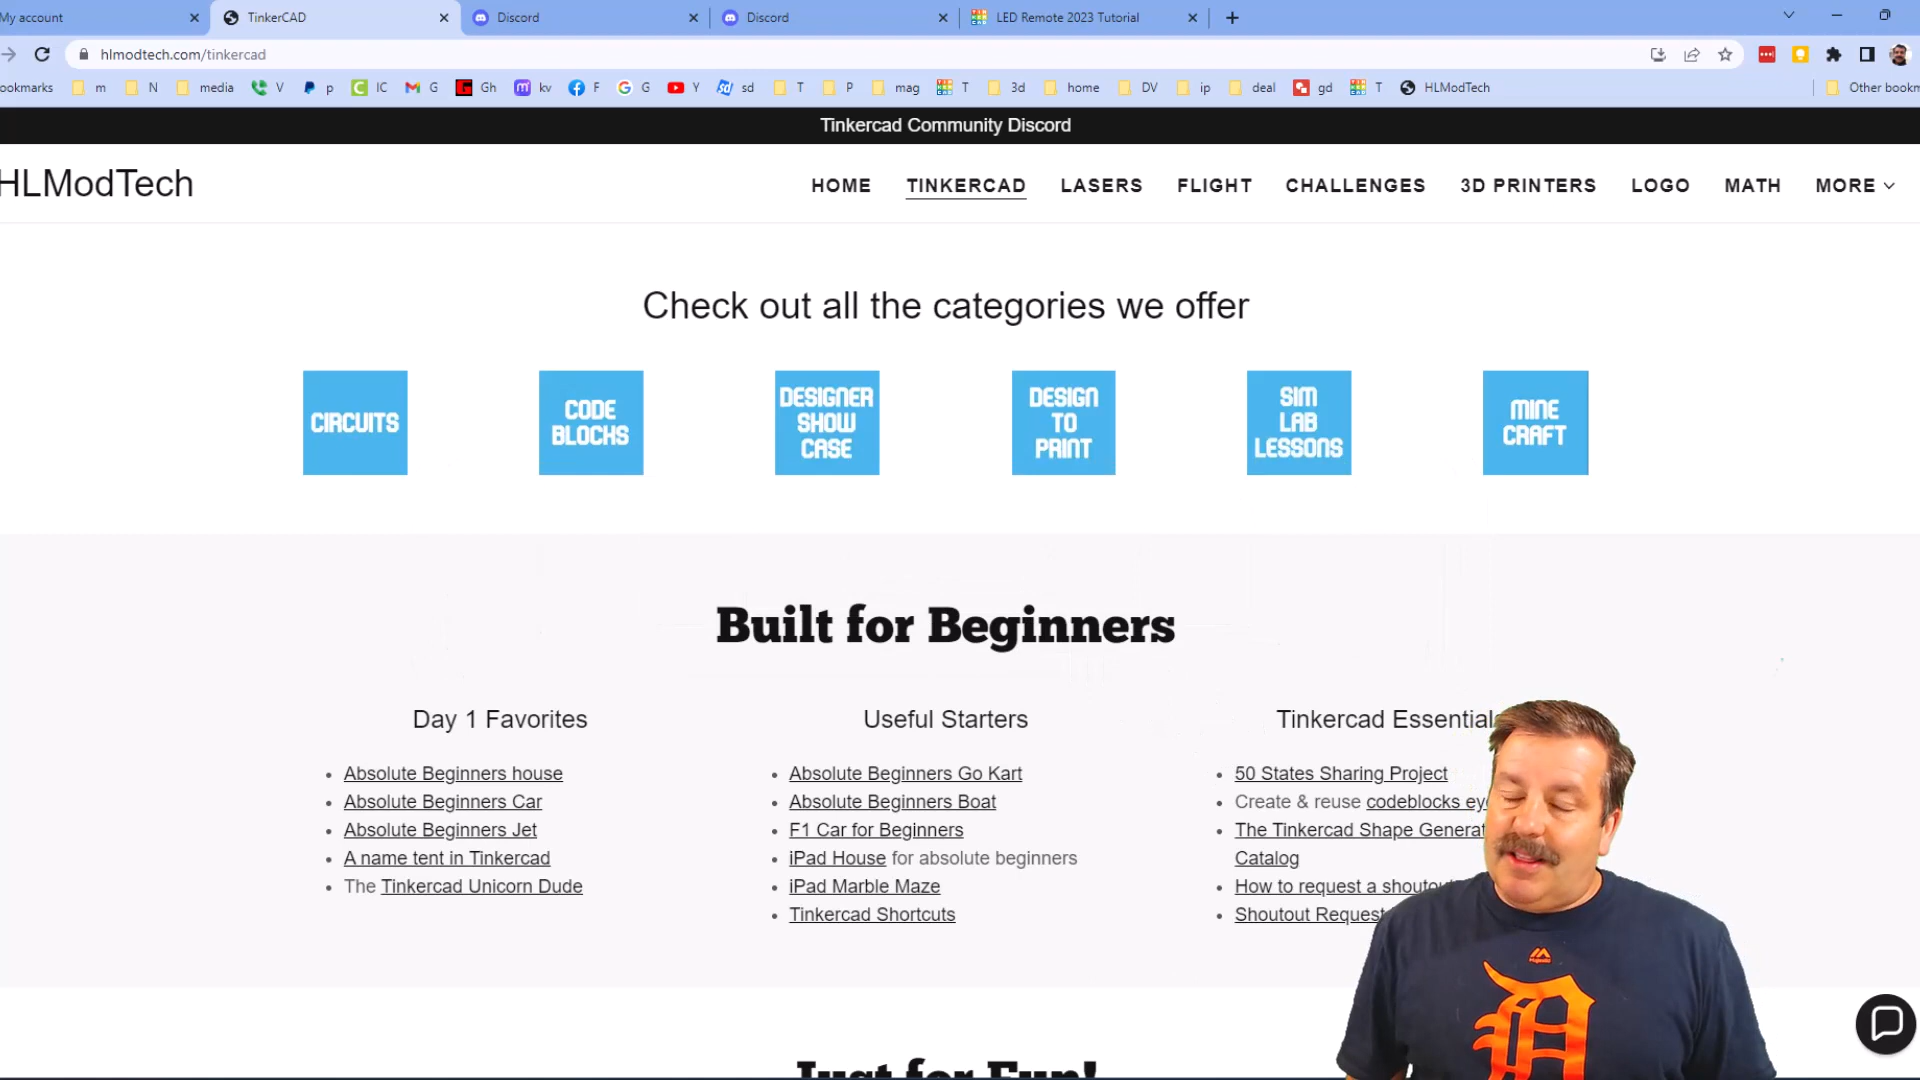 My account
TinkerCAD
Discord
Discord
LED Remote 2023 Tutorial
hlmodtech.com/tinkercad
ookmarks m N media V p IC G Gh kv F G Y sd T P mag T 3d home DV ip deal gd T HLModTech Other bookm
Tinkercad Community Discord
HLModTech
HOME TINKERCAD LASERS FLIGHT CHALLENGES 3D PRINTERS LOGO MATH MORE
Check out all the categories we offer
CIRCUITS
CODE
BLOCKS
DESIGNER
SHOW
CASE
DESIGN
TO
PRINT
SIM
LAB
LESSONS
MINE
CRAFT
Built for Beginners
Day 1 Favorites
Absolute Beginners house
Absolute Beginners Car
Absolute Beginners Jet
A name tent in Tinkercad
The Tinkercad Unicorn Dude
Useful Starters
Absolute Beginners Go Kart
Absolute Beginners Boat
F1 Car for Beginners
iPad House for absolute beginners
iPad Marble Maze
Tinkercad Shortcuts
Tinkercad Essentials
50 States Sharing Project
Create & reuse codeblocks ey
The Tinkercad Shape Generat
Catalog
How to request a shoutou
Shoutout Request
Just for Fun!
D